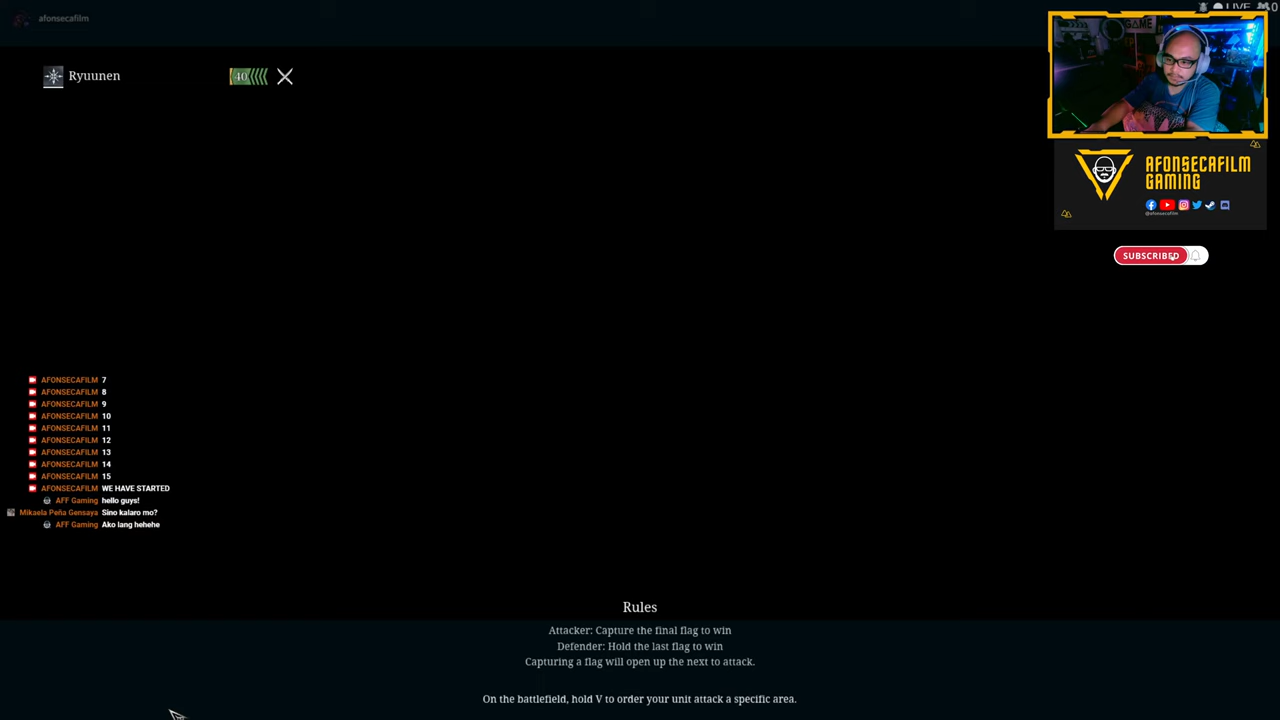 afonsecafilm
LIVE 0
Ryuunen
40
GAME
AFONSECAFILM
GAMING
@afonsecafilm
SUBSCRIBED
AFONSECAFILM 7
AFONSECAFILM 8
AFONSECAFILM 9
AFONSECAFILM 10
AFONSECAFILM 11
AFONSECAFILM 12
AFONSECAFILM 13
AFONSECAFILM 14
AFONSECAFILM 15
AFONSECAFILM WE HAVE STARTED
AFF Gaming hello guys!
Mikaela Peña Gensaya Sino kalaro mo?
AFF Gaming Ako lang hehehe
Rules
Attacker: Capture the final flag to win
Defender: Hold the last flag to win
Capturing a flag will open up the next to attack.
On the battlefield, hold V to order your unit attack a specific area.